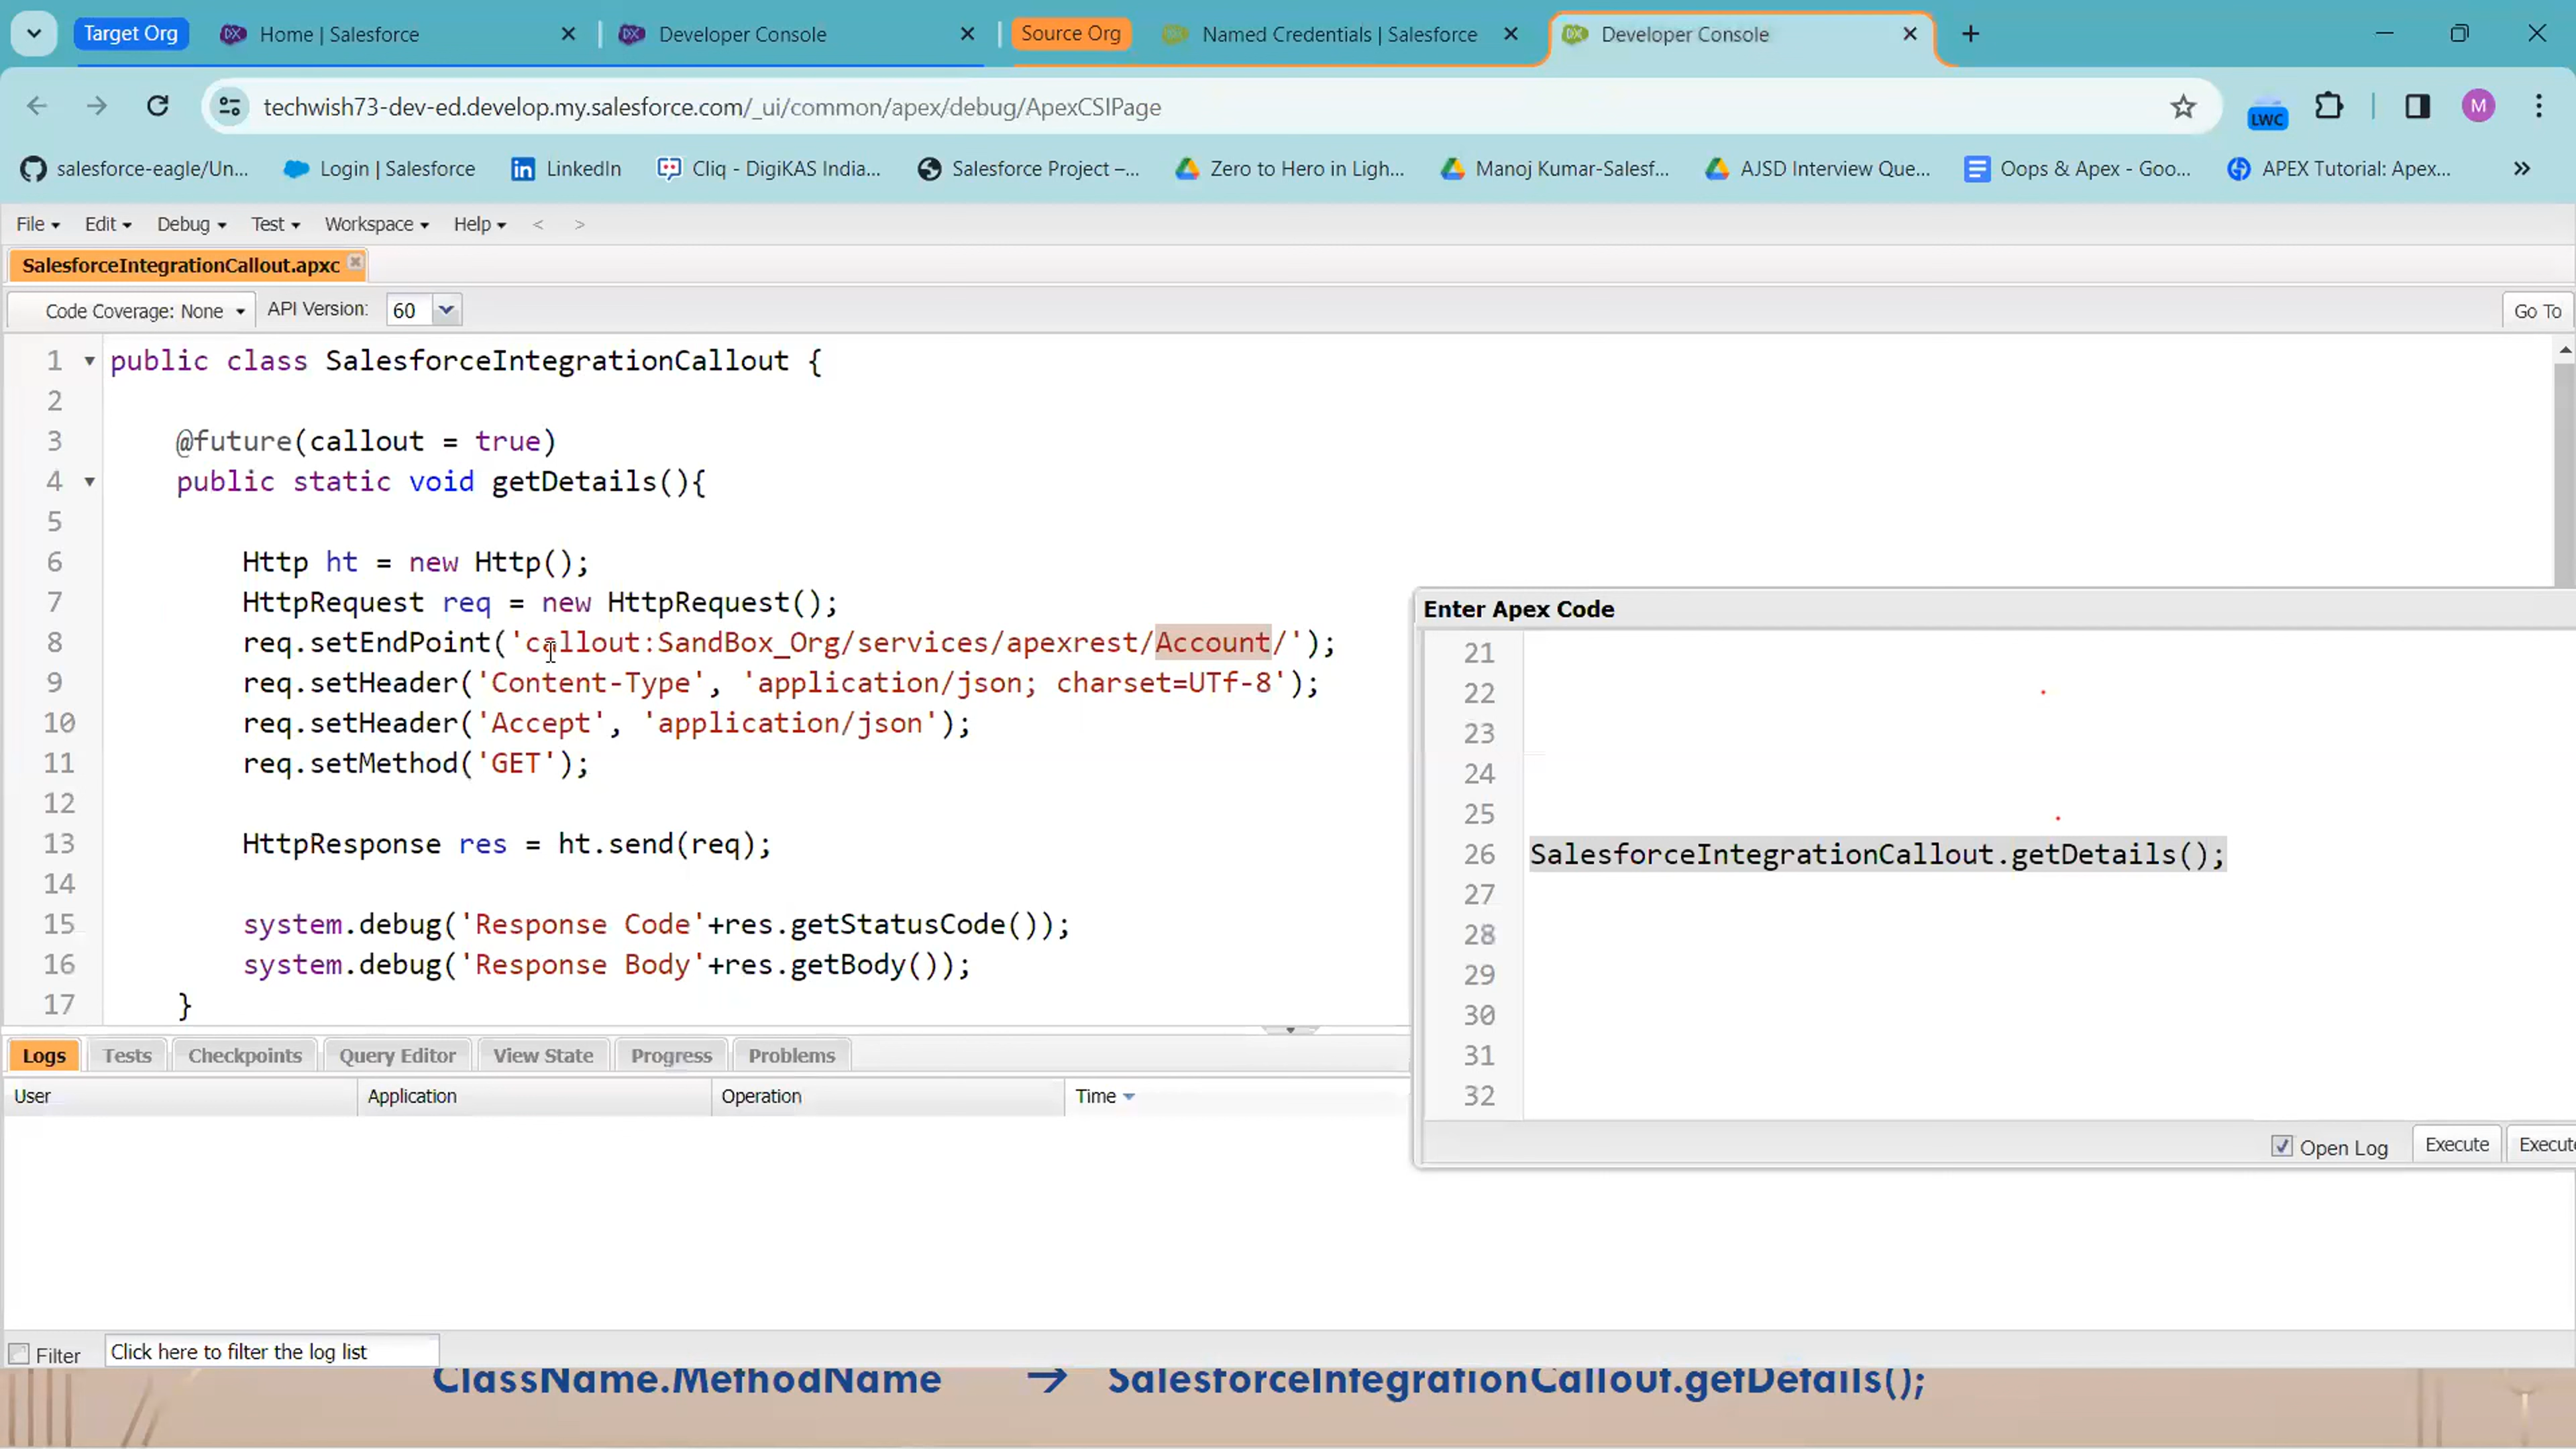 Target Org
Home | Salesforce
Developer Console
Source Org
Named Credentials | Salesforce
Developer Console
techwish73-dev-ed.develop.my.salesforce.com/_ui/common/apex/debug/ApexCSIPage
LWC
M
salesforce-eagle/Un...
Login | Salesforce
LinkedIn
Cliq - DigiKAS India...
Salesforce Project –...
Zero to Hero in Ligh...
Manoj Kumar-Salesf...
AJSD Interview Que...
Oops & Apex - Goo...
APEX Tutorial: Apex...
»
File Edit Debug Test Workspace Help < >
SalesforceIntegrationCallout.apxc
Code Coverage: None API Version: 60 Go To
1 public class SalesforceIntegrationCallout {
2
3 @future(callout = true)
4 public static void getDetails(){
5
6 Http ht = new Http();
7 HttpRequest req = new HttpRequest();
8 req.setEndPoint('callout:SandBox_Org/services/apexrest/Account/');
9 req.setHeader('Content-Type', 'application/json; charset=UTf-8');
10 req.setHeader('Accept', 'application/json');
11 req.setMethod('GET');
12
13 HttpResponse res = ht.send(req);
14
15 system.debug('Response Code'+res.getStatusCode());
16 system.debug('Response Body'+res.getBody());
17 }
Enter Apex Code
21
22
23
24
25
26 SalesforceIntegrationCallout.getDetails();
27
28
29
30
31
32
Open Log Execute Execut
Logs Tests Checkpoints Query Editor View State Progress Problems
User Application Operation Time
Filter Click here to filter the log list
ClassName.MethodName → SalesforceIntegrationCallout.getDetails();